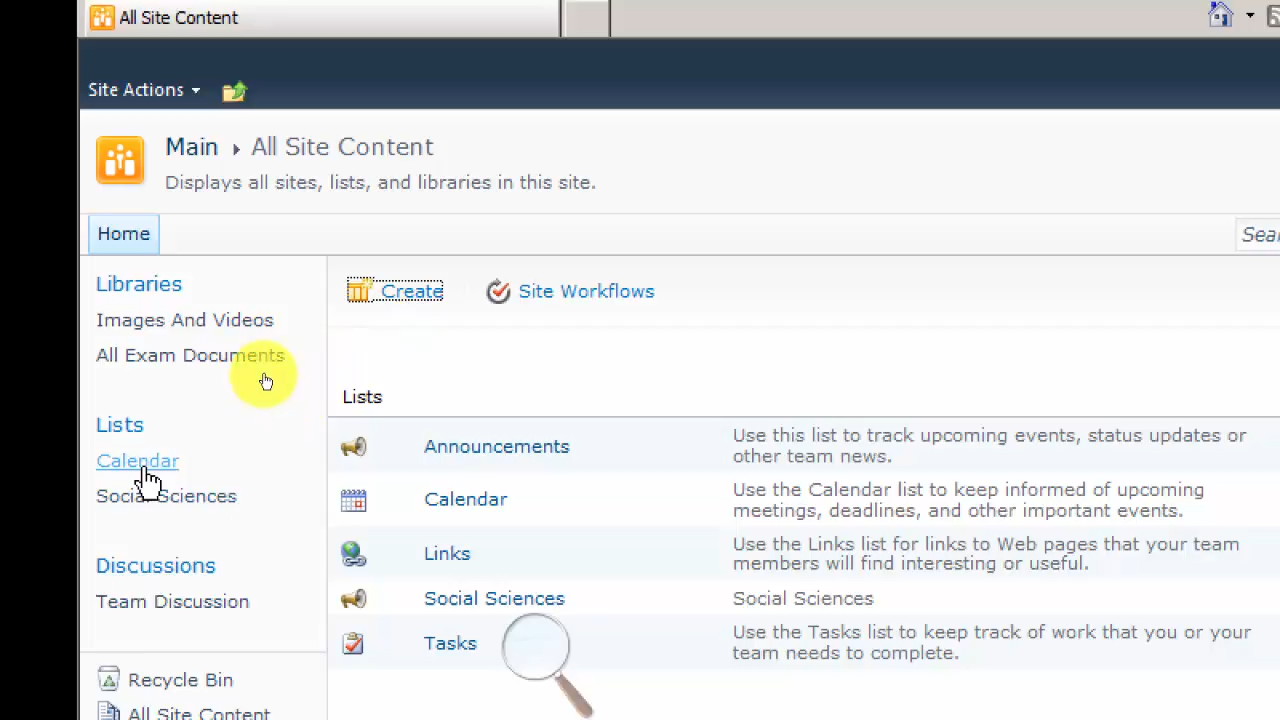 All Site Content
Site Actions
Main All Site Content
Displays all sites, lists, and libraries in this site.
Home
Sear
Libraries
Images And Videos
All Exam Documents
Lists
Calendar
Social Sciences
Discussions
Team Discussion
Recycle Bin
All Site Content
Create Site Workflows
Lists
Announcements
Use this list to track upcoming events, status updates or
other team news.
Calendar
Use the Calendar list to keep informed of upcoming
meetings, deadlines, and other important events.
Links
Use the Links list for links to Web pages that your team
members will find interesting or useful.
Social Sciences
Social Sciences
Tasks
Use the Tasks list to keep track of work that you or your
team needs to complete.